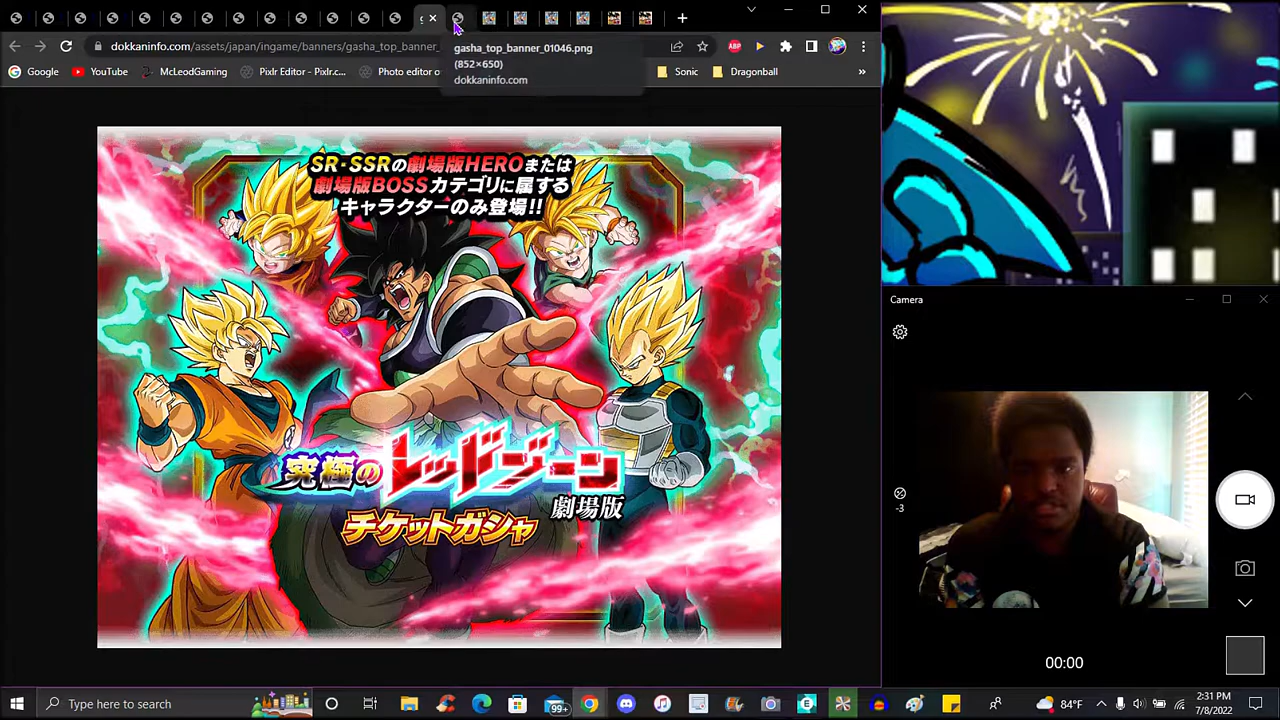 dokkaninfo.com/assets/japan/ingame/banners/gasha_top_banner_
gasha_top_banner_01046.png
(852×650)
dokkaninfo.com
ABP
Google
YouTube
McLeodGaming
Pixlr Editor - Pixlr.c...
Photo editor o
Sonic
Dragonball
»
SR・SSRの劇場版HEROまたは
劇場版BOSSカテゴリに属する
キャラクターのみ登場!!
究極のレッドゾーン
劇場版
チケットガシャ
Camera
-3
00:00
Type here to search
99+
84°F
2:31 PM
7/8/2022